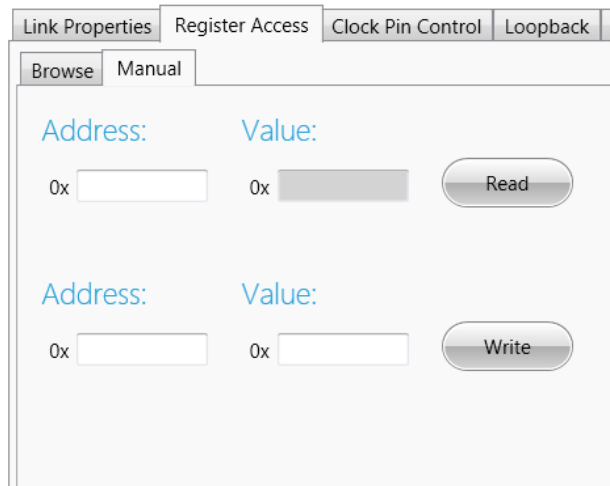 Link Properties Register Access Clock Pin Control Loopback
Browse Manual
Address: Value:
0x 0x Read
Address: Value:
0x 0x Write